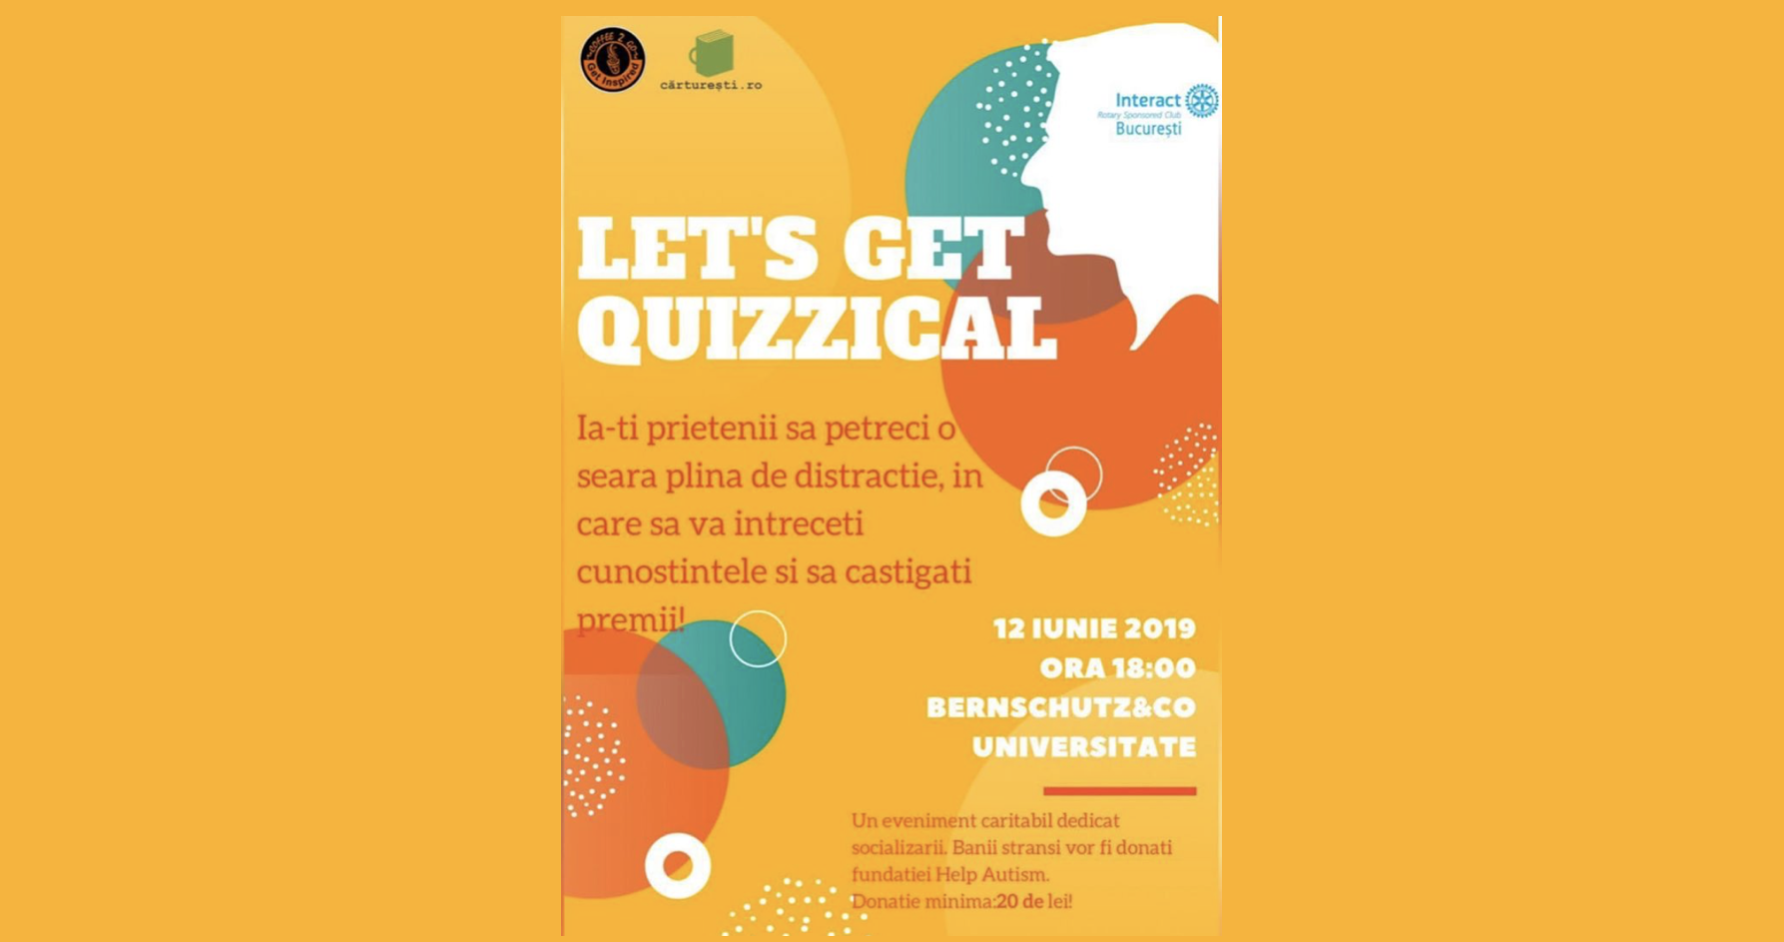 COFFEE 2 GO
Get Inspired
cărturești.ro
Interact
Rotary Sponsored Club
București
LET'S GET
QUIZZICAL
Ia-ti prietenii sa petreci o
seara plina de distractie, in
care sa va intreceti
cunostintele si sa castigati
premii!
12 IUNIE 2019
ORA 18:00
BERNSCHUTZ&CO
UNIVERSITATE
Un eveniment caritabil dedicat
socializarii. Banii stransi vor fi donati
fundatiei Help Autism.
Donatie minima:20 de lei!